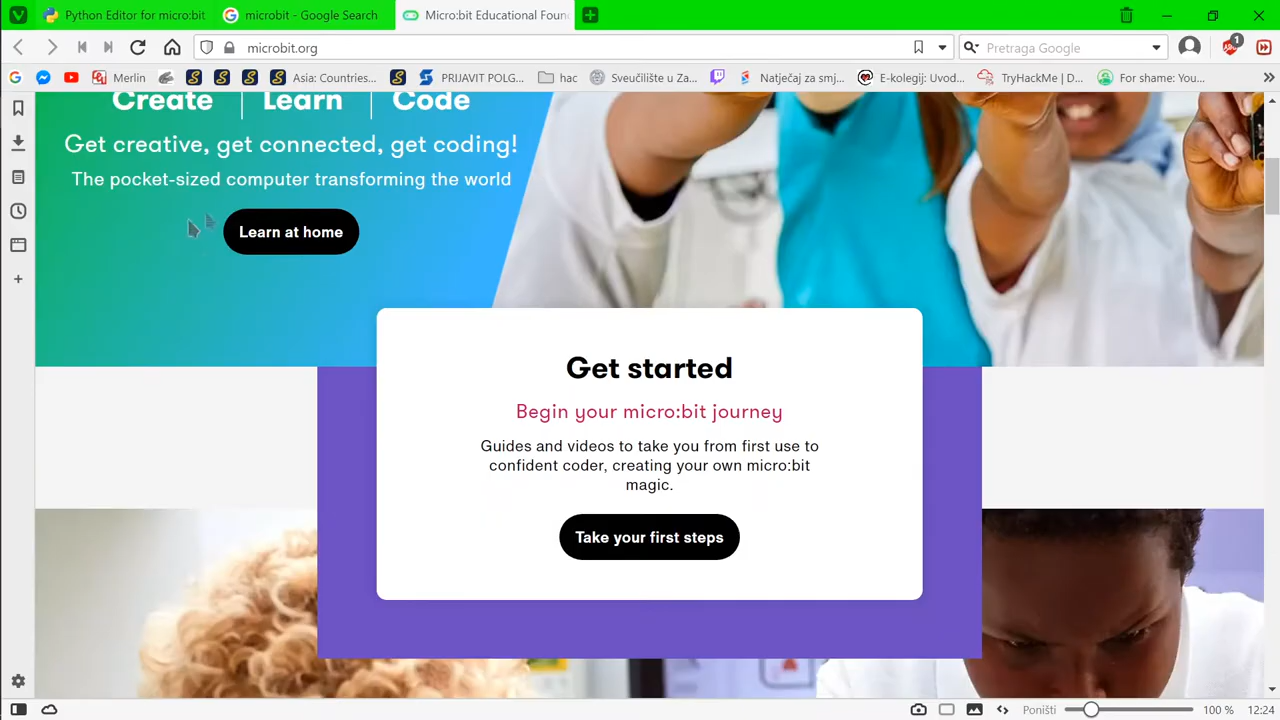 Python Editor for micro:bit
microbit - Google Search
Micro:bit Educational Foun
microbit.org
Pretraga Google
1
Merlin
Asia: Countries...
PRIJAVIT POLG...
hac
Sveučilište u Za...
Natječaj za smj...
E-kolegij: Uvod...
TryHackMe | D...
For shame: You...
Create
Learn
Code
Get creative, get connected, get coding!
The pocket-sized computer transforming the world
Learn at home
Get started
Begin your micro:bit journey
Guides and videos to take you from first use to
confident coder, creating your own micro:bit
magic.
Take your first steps
Poništi
100 %
12:24